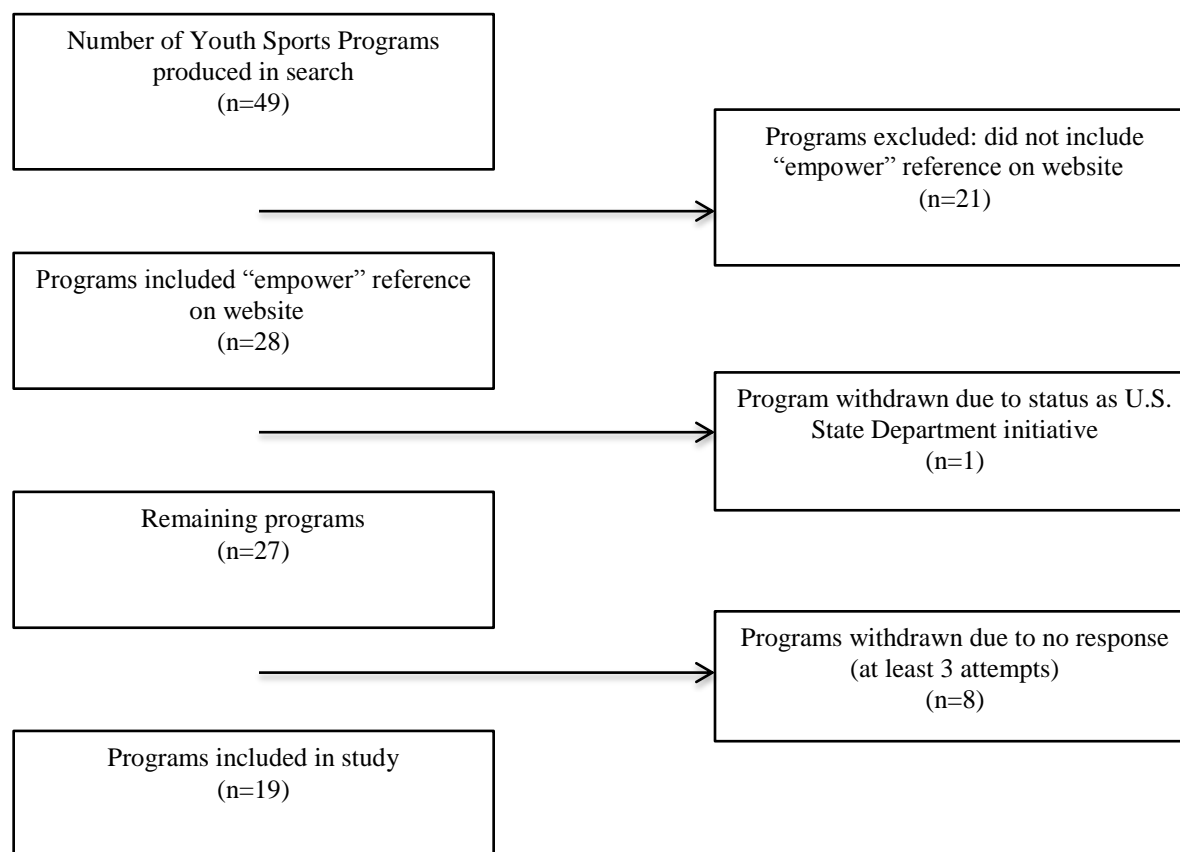 Number of Youth Sports Programs
produced in search
(n=49)
Programs excluded: did not include
“empower” reference on website
(n=21)
Programs included “empower” reference
on website
(n=28)
Program withdrawn due to status as U.S.
State Department initiative
(n=1)
Remaining programs
(n=27)
Programs withdrawn due to no response
(at least 3 attempts)
(n=8)
Programs included in study
(n=19)